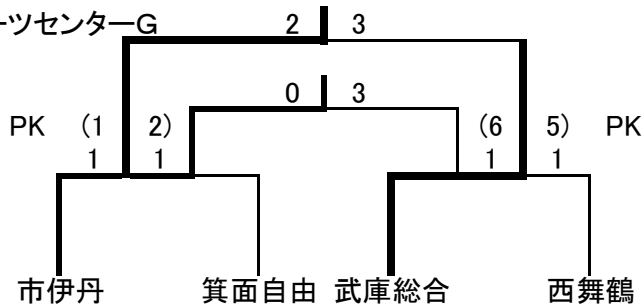 ーツセンターG
2 3
0 3
PK (1 2) (6 5) PK
1 1 1 1
市伊丹 箕面自由 武庫総合 西舞鶴